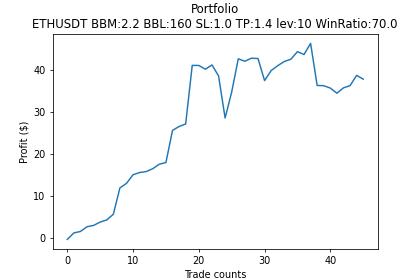 Portfolio
ETHUSDT BBM:2.2 BBL:160 SL:1.0 TP:1.4 lev:10 WinRatio:70.0
40
30
20
10
0
Profit ($)
0 10 20 30 40
Trade counts